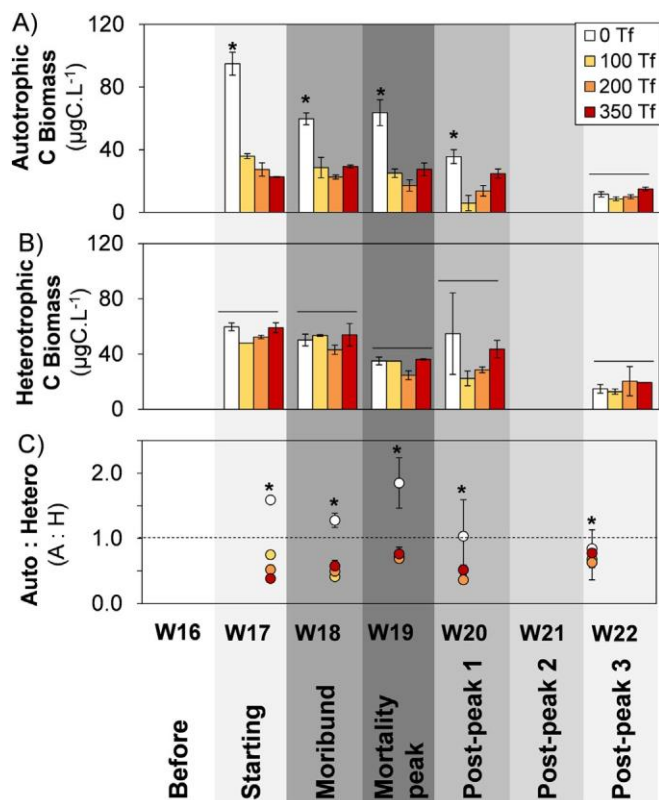 A)
Autotrophic
C Biomass
(µgC.L-1)
120
80
40
0
* * * *
0 Tf
100 Tf
200 Tf
350 Tf
B)
Heterotrophic
C Biomass
(µgC.L-1)
120
80
40
0
C)
Auto : Hetero
(A : H)
2.0
1.0
0.0
* * * * *
W16 W17 W18 W19 W20 W21 W22
Before
Starting
Moribund
Mortality
peak
Post-peak 1
Post-peak 2
Post-peak 3